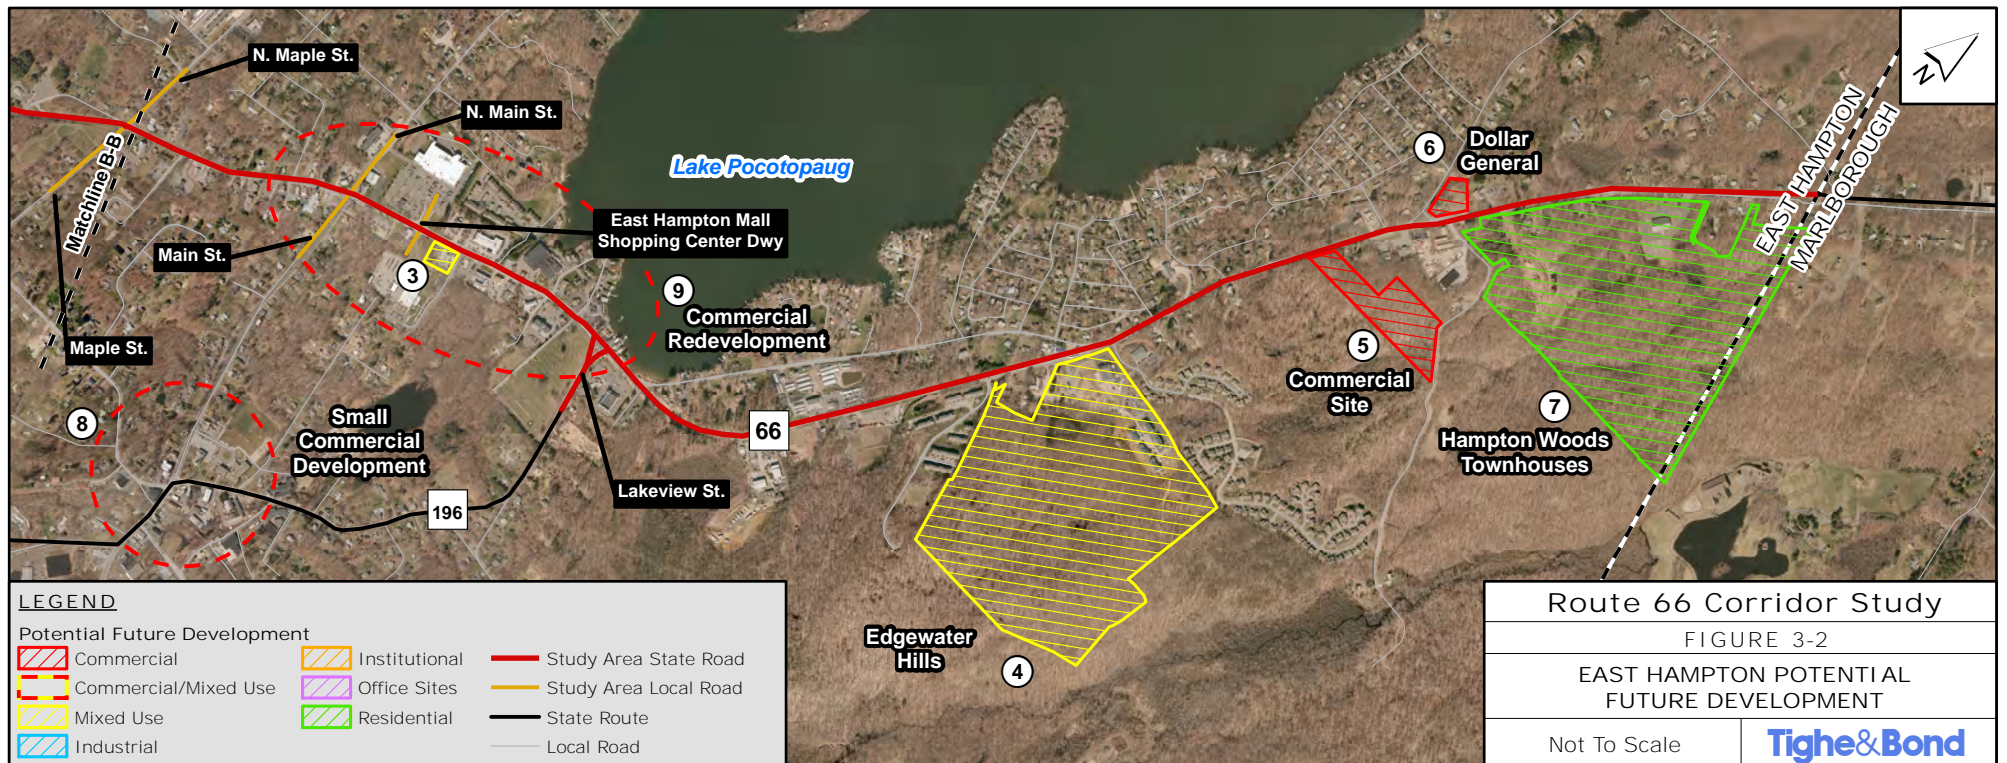 N. Maple St.
N. Main St.
Matchline B-B
Main St.
Maple St.
Lake Pocotopaug
East Hampton Mall
Shopping Center Dwy
3
9
Commercial
Redevelopment
6
Dollar
General
EAST HAMPTON
MARLBOROUGH
N
5
Commercial
Site
7
Hampton Woods
Townhouses
8
Small
Commercial
Development
66
196
Lakeview St.
Edgewater
Hills
4
LEGEND
Potential Future Development
Commercial
Commercial/Mixed Use
Mixed Use
Industrial
Institutional
Office Sites
Residential
Study Area State Road
Study Area Local Road
State Route
Local Road
Route 66 Corridor Study
FIGURE 3-2
EAST HAMPTON POTENTIAL
FUTURE DEVELOPMENT
Not To Scale
Tighe&Bond